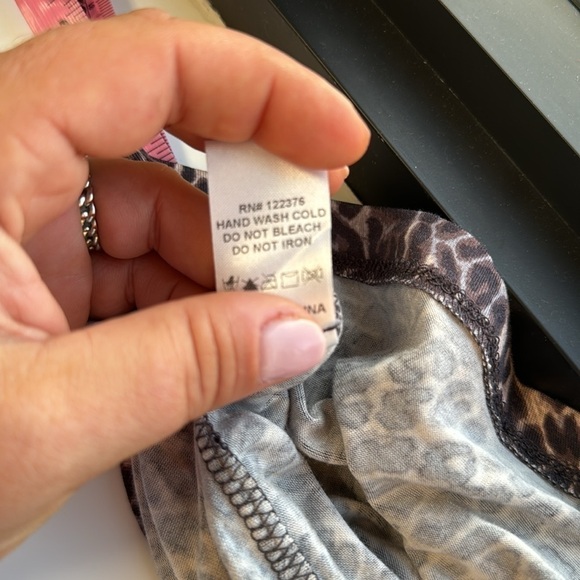 RN# 122376
HAND WASH COLD
DO NOT BLEACH
DO NOT IRON